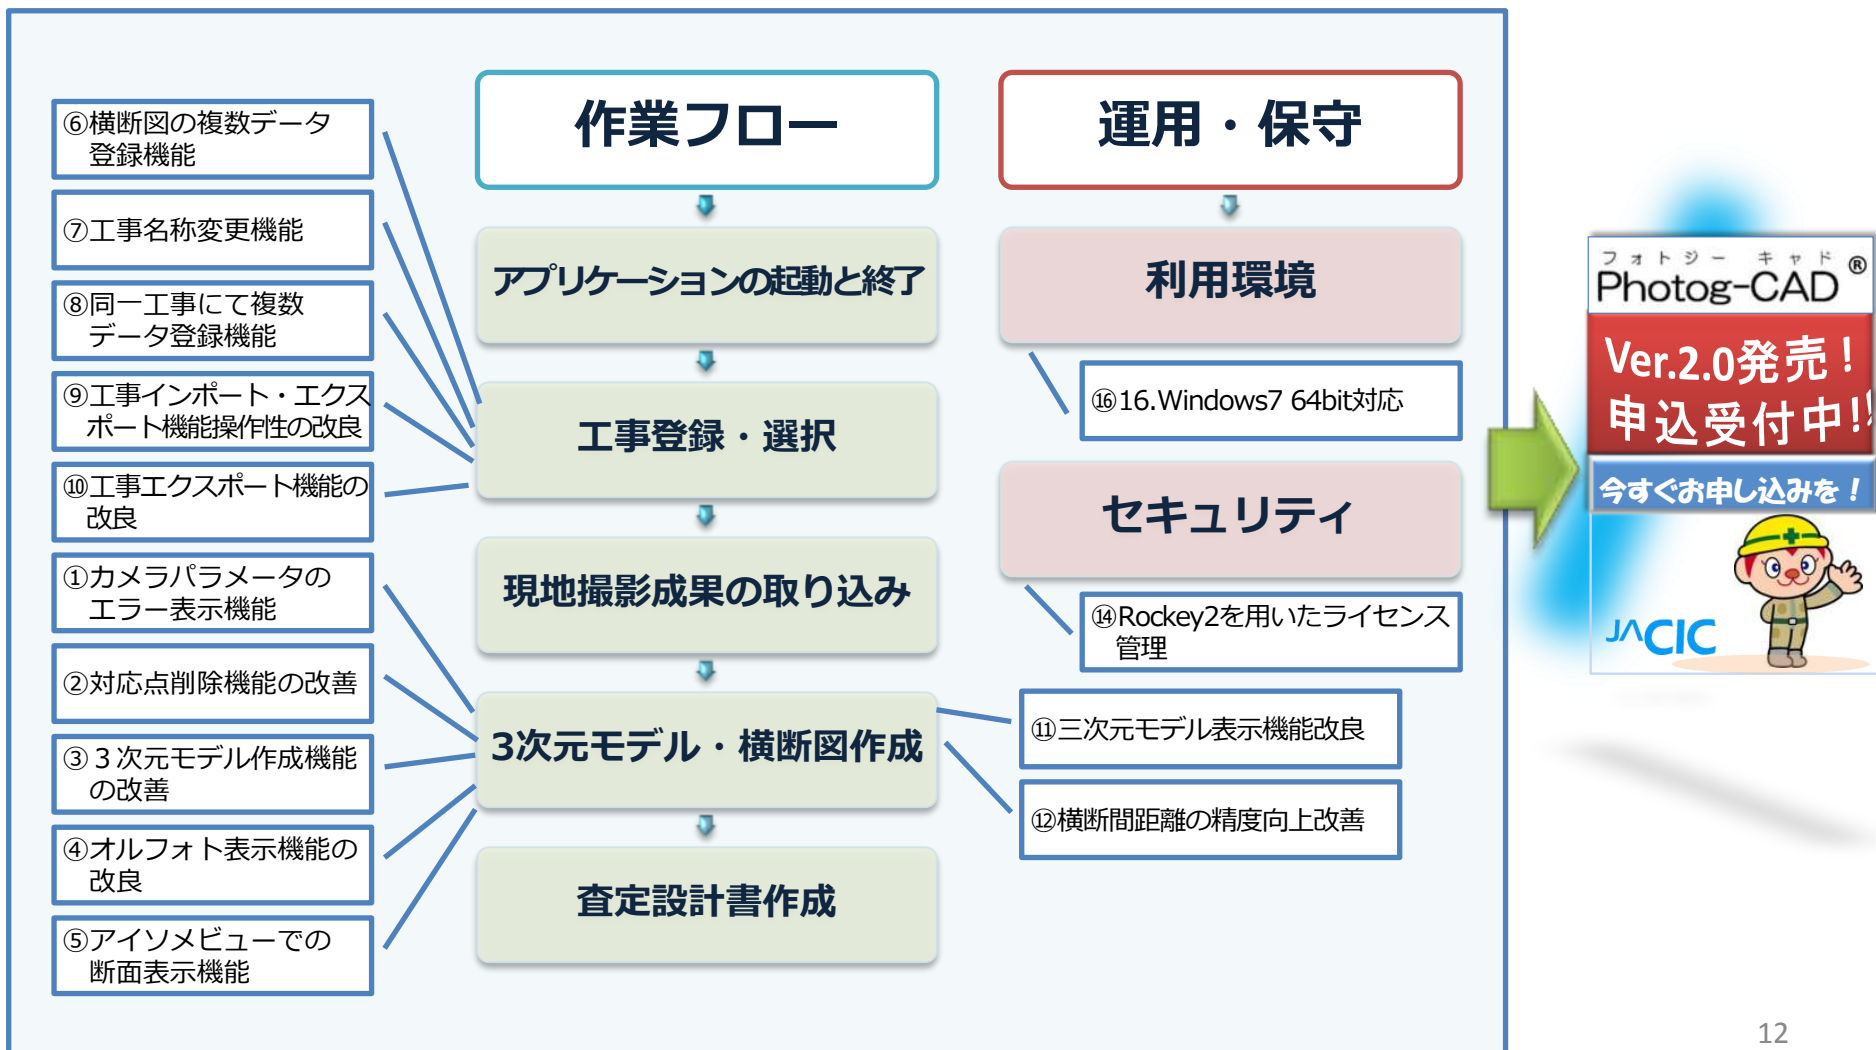 ⑥横断図の複数データ
登録機能
⑦工事名称変更機能
⑧同一工事にて複数
データ登録機能
⑨工事インポート・エクス
ポート機能操作性の改良
⑩工事エクスポート機能の
改良
①カメラパラメータの
エラー表示機能
②対応点削除機能の改善
③３次元モデル作成機能
の改善
④オルフォト表示機能の
改良
⑤アイソメビューでの
断面表示機能
作業フロー
アプリケーションの起動と終了
工事登録・選択
現地撮影成果の取り込み
3次元モデル・横断図作成
査定設計書作成
運用・保守
利用環境
⑯16.Windows7 64bit対応
セキュリティ
⑭Rockey2を用いたライセンス
管理
⑪三次元モデル表示機能改良
⑫横断間距離の精度向上改善
フォトジー キャド
Photog-CAD®
Ver.2.0発売！
申込受付中!!
今すぐお申し込みを！
JACIC
12